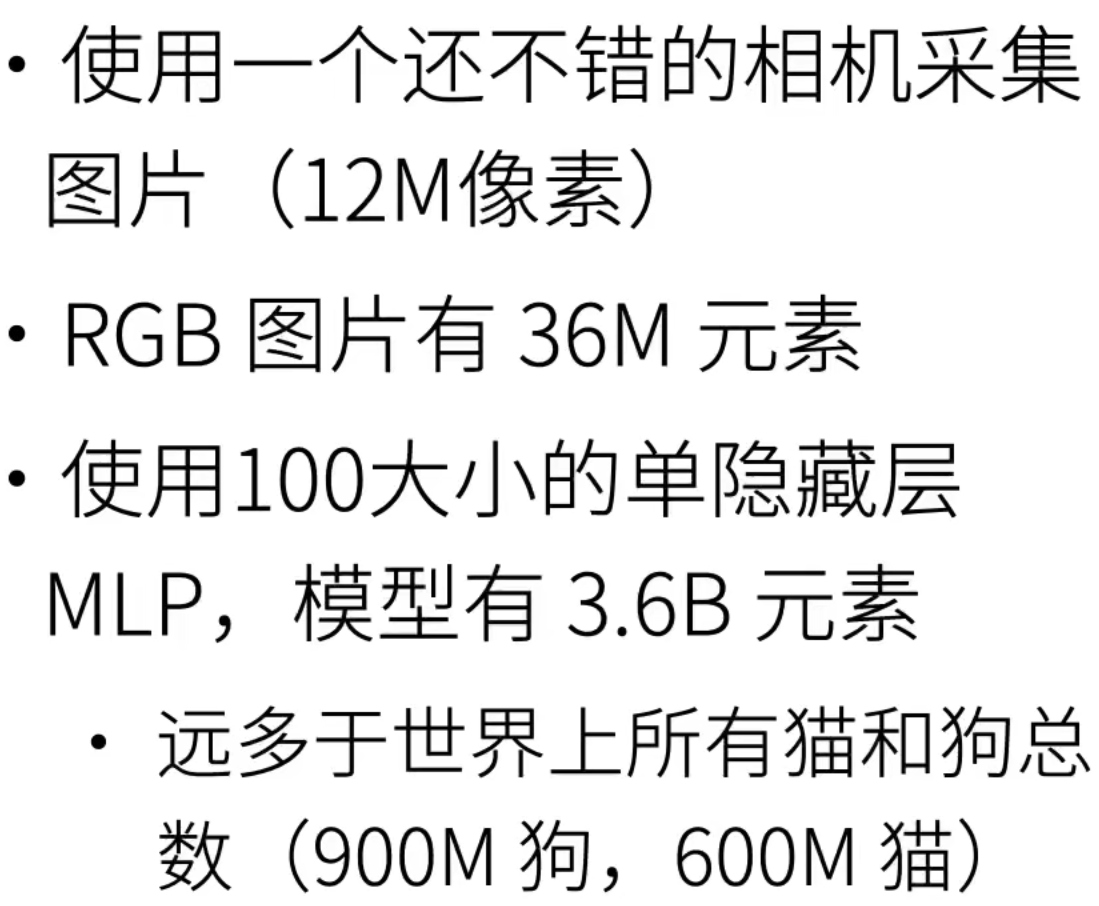 • 使用一个还不错的相机采集
图片（12M像素）
• RGB 图片有 36M 元素
• 使用100大小的单隐藏层
MLP，模型有 3.6B 元素
• 远多于世界上所有猫和狗总
数（900M 狗，600M 猫）